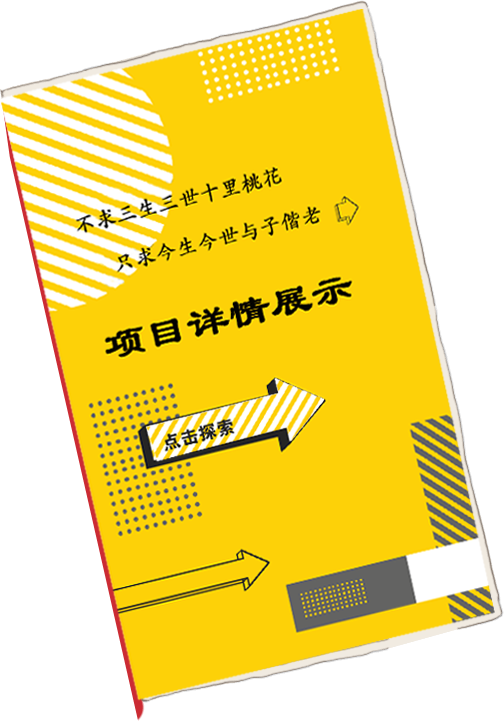 不求三生三世十里桃花
只求今生今世与子偕老
项目详情展示
点击探索